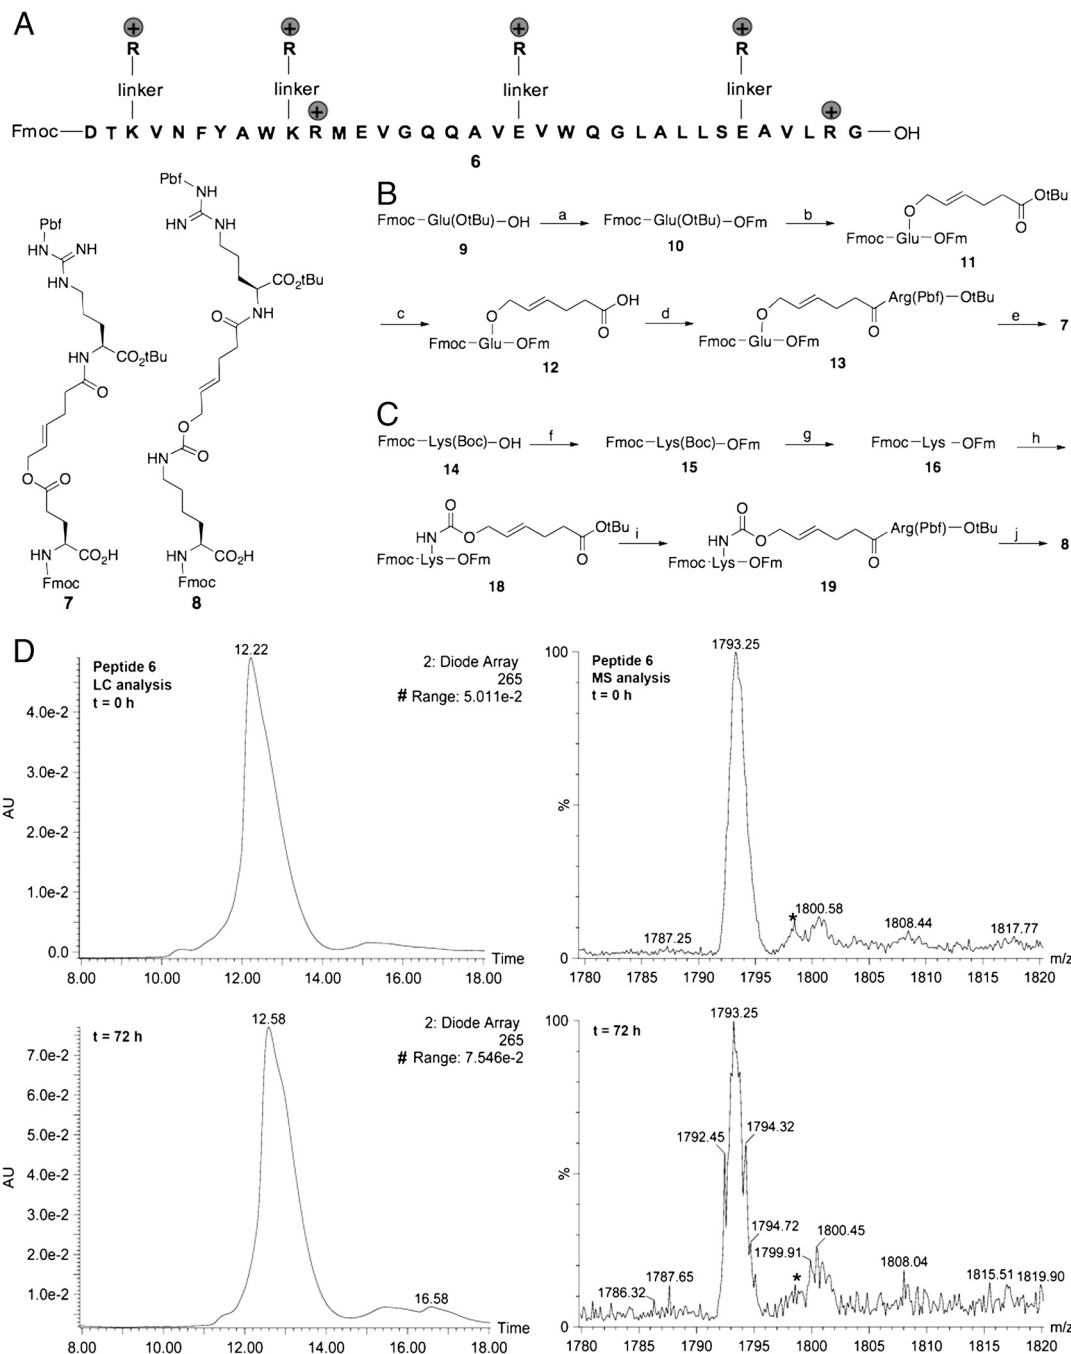 A
+ + + +
R R R R
linker linker linker linker
+ +
Fmoc—D T K V N F Y A W K R M E V G Q Q A V E V W Q G L A L L S E A V L R G—OH
6
Pbf
HN NH
HN
CO₂tBu
HN
O
O O
HN CO₂H
Fmoc
7
Pbf
NH
HN NH
CO₂tBu
O NH
O
HN O
HN CO₂H
Fmoc
8
B
Fmoc–Glu(OtBu)–OH a Fmoc–Glu(OtBu)–OFm b O OtBu O Fmoc–Glu–OFm
9 10 11
c O OH O Fmoc–Glu–OFm d O O Arg(Pbf)–OtBu Fmoc–Glu–OFm e 7
12 13
C
Fmoc–Lys(Boc)–OH f Fmoc–Lys(Boc)–OFm g Fmoc–Lys –OFm h
14 15 16
O HN O OtBu O Fmoc·Lys–OFm i O HN O O Arg(Pbf)–OtBu Fmoc·Lys–OFm j 8
18 19
D
Peptide 6
LC analysis
t = 0 h
12.22
2: Diode Array
265
# Range: 5.011e-2
AU
4.0e-2
3.0e-2
2.0e-2
1.0e-2
0.0
Time
8.00 10.00 12.00 14.00 16.00 18.00
Peptide 6
MS analysis
t = 0 h
1793.25
100
%
0
1787.25
*
1800.58
1808.44
1817.77
m/z
1780 1785 1790 1795 1800 1805 1810 1815 1820
t = 72 h
12.58
2: Diode Array
265
# Range: 7.546e-2
AU
7.0e-2
6.0e-2
5.0e-2
4.0e-2
3.0e-2
2.0e-2
1.0e-2
16.58
Time
8.00 10.00 12.00 14.00 16.00 18.00
t = 72 h
1793.25
100
%
0
1792.45
1794.32
1794.72
1799.91
1800.45
1786.32
1787.65
*
1808.04
1815.51
1819.90
m/z
1780 1785 1790 1795 1800 1805 1810 1815 1820